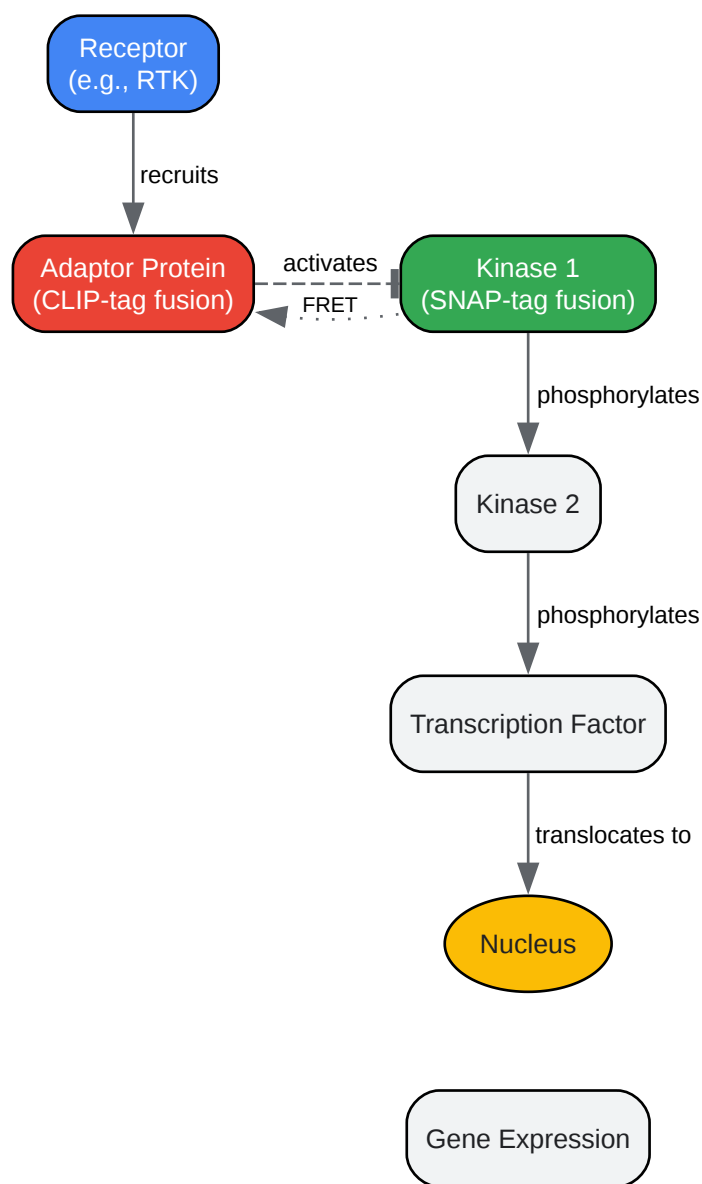 Receptor
(e.g., RTK)
recruits
Adaptor Protein
(CLIP-tag fusion)
activates
FRET
Kinase 1
(SNAP-tag fusion)
phosphorylates
Kinase 2
phosphorylates
Transcription Factor
translocates to
Nucleus
Gene Expression